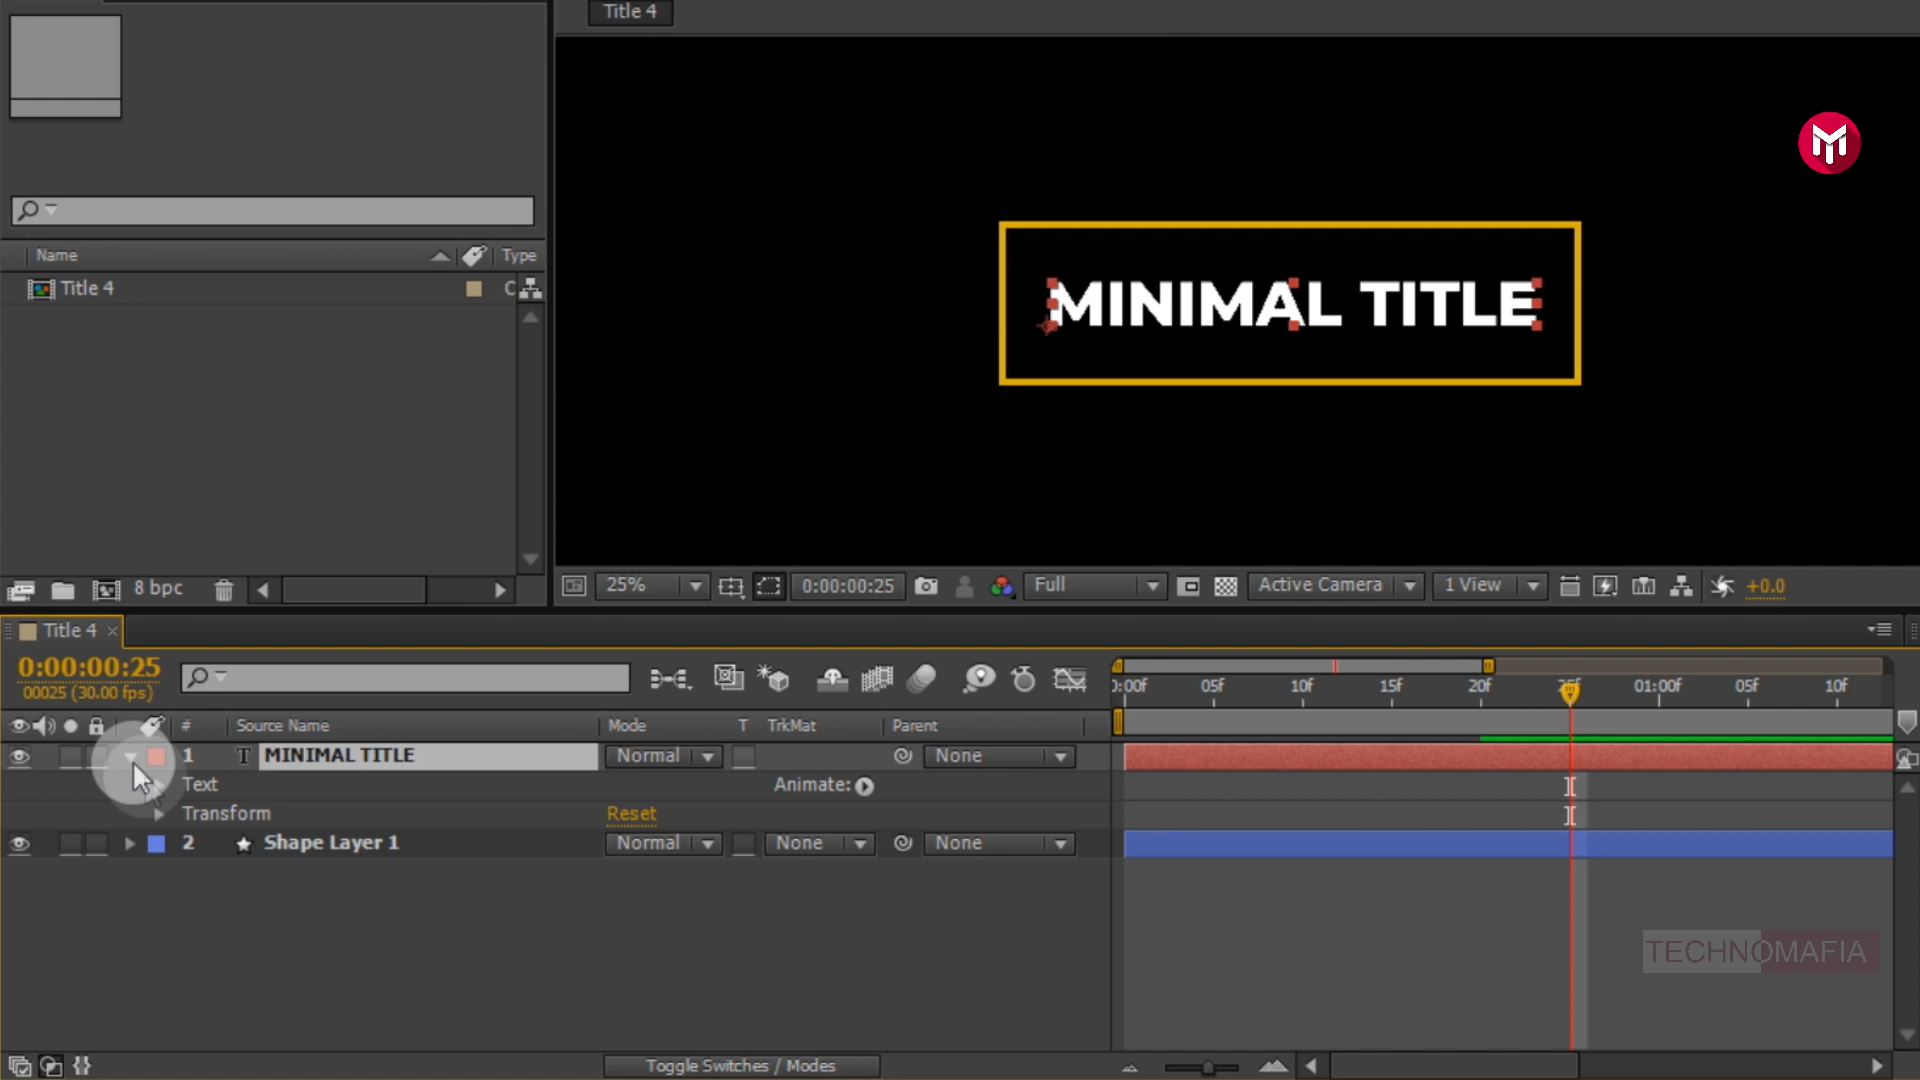 Title 4
MINIMAL TITLE
Name
Type
Title 4
C
8 bpc
25%
0:00:00:25
Full
Active Camera
1 View
+0.0
Title 4
0:00:00:25
00025 (30.00 fps)
):00f 05f 10f 15f 20f 25f 01:00f 05f 10f
# Source Name Mode T TrkMat Parent
1 T MINIMAL TITLE Normal None
Text Animate:
Transform Reset
2 Shape Layer 1 Normal None None
TECHNOMAFIA
Toggle Switches / Modes